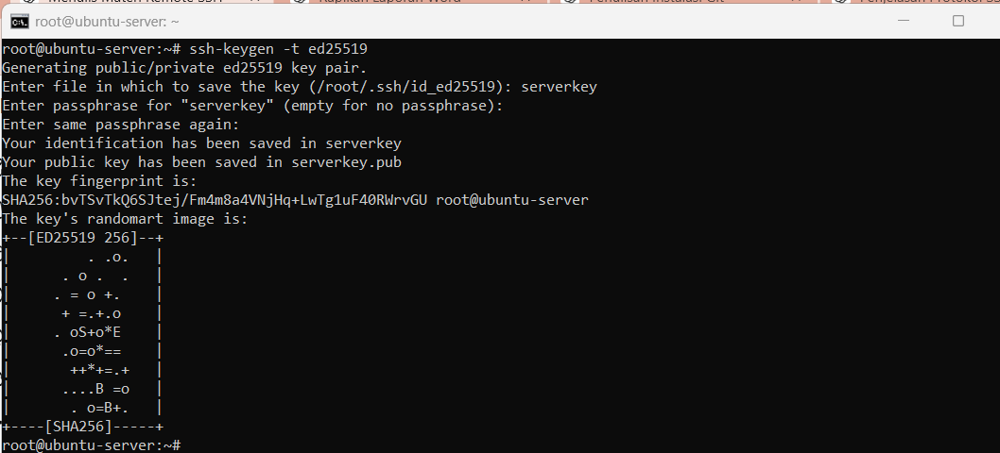 root@ubuntu-server: ~
root@ubuntu-server:~# ssh-keygen -t ed25519
Generating public/private ed25519 key pair.
Enter file in which to save the key (/root/.ssh/id_ed25519): serverkey
Enter passphrase for "serverkey" (empty for no passphrase):
Enter same passphrase again:
Your identification has been saved in serverkey
Your public key has been saved in serverkey.pub
The key fingerprint is:
SHA256:bvTSvTkQ6SJtej/Fm4m8a4VNjHq+LwTg1uF40RWrvGU root@ubuntu-server
The key's randomart image is:
+--[ED25519 256]--+
|          . .o.   |
|       . o .  .   |
|      . = o +.    |
|       + =.+.o    |
|      . oS+o*E    |
|       .o=o*==    |
|        ++*+=.+   |
|       ....B =o   |
|        . o=B+.   |
+----[SHA256]-----+
root@ubuntu-server:~#